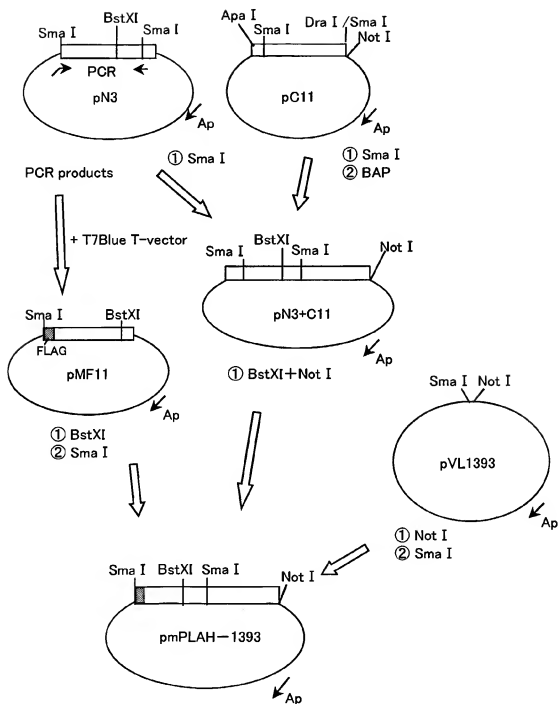 Sma I
BstXI
Sma I
PCR
pN3
Ap
Apa I
Sma I
Dra I /Sma I
Not I
pC11
Ap
① Sma I
① Sma I
② BAP
PCR products
+ T7Blue T-vector
Sma I
BstXI
Sma I
Not I
pN3+C11
Ap
① BstXI+Not I
Sma I
BstXI
FLAG
pMF11
Ap
① BstXI
② Sma I
Sma I
Not I
pVL1393
Ap
① Not I
② Sma I
Sma I
BstXI
Sma I
Not I
pmPLAH-1393
Ap